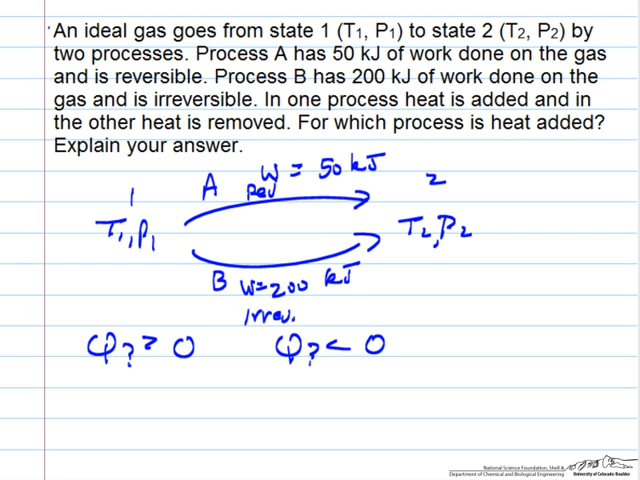 An ideal gas goes from state 1 (T1, P1) to state 2 (T2, P2) by
two processes. Process A has 50 kJ of work done on the gas
and is reversible. Process B has 200 kJ of work done on the
gas and is irreversible. In one process heat is added and in
the other heat is removed. For which process is heat added?
Explain your answer.
A W = 50 kJ
rev
1 2
T1, P1 T2, P2
B W=200 kJ
irrev.
Q? > 0 Q? < 0
National Science Foundation, Shell &
Department of Chemical and Biological Engineering University of Colorado Boulder